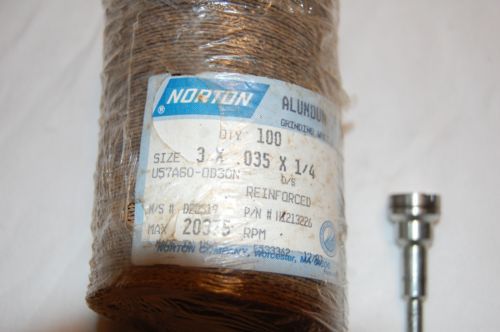 NORTON
®
ALUNDUM
GRINDING
QTY 100
SIZE 3 X .035 X 1/4
U57A60-OB30N b/s
REINFORCED
W/S # P/N #
MAX 20375 RPM
NORTON COMPANY, Worcester, MA